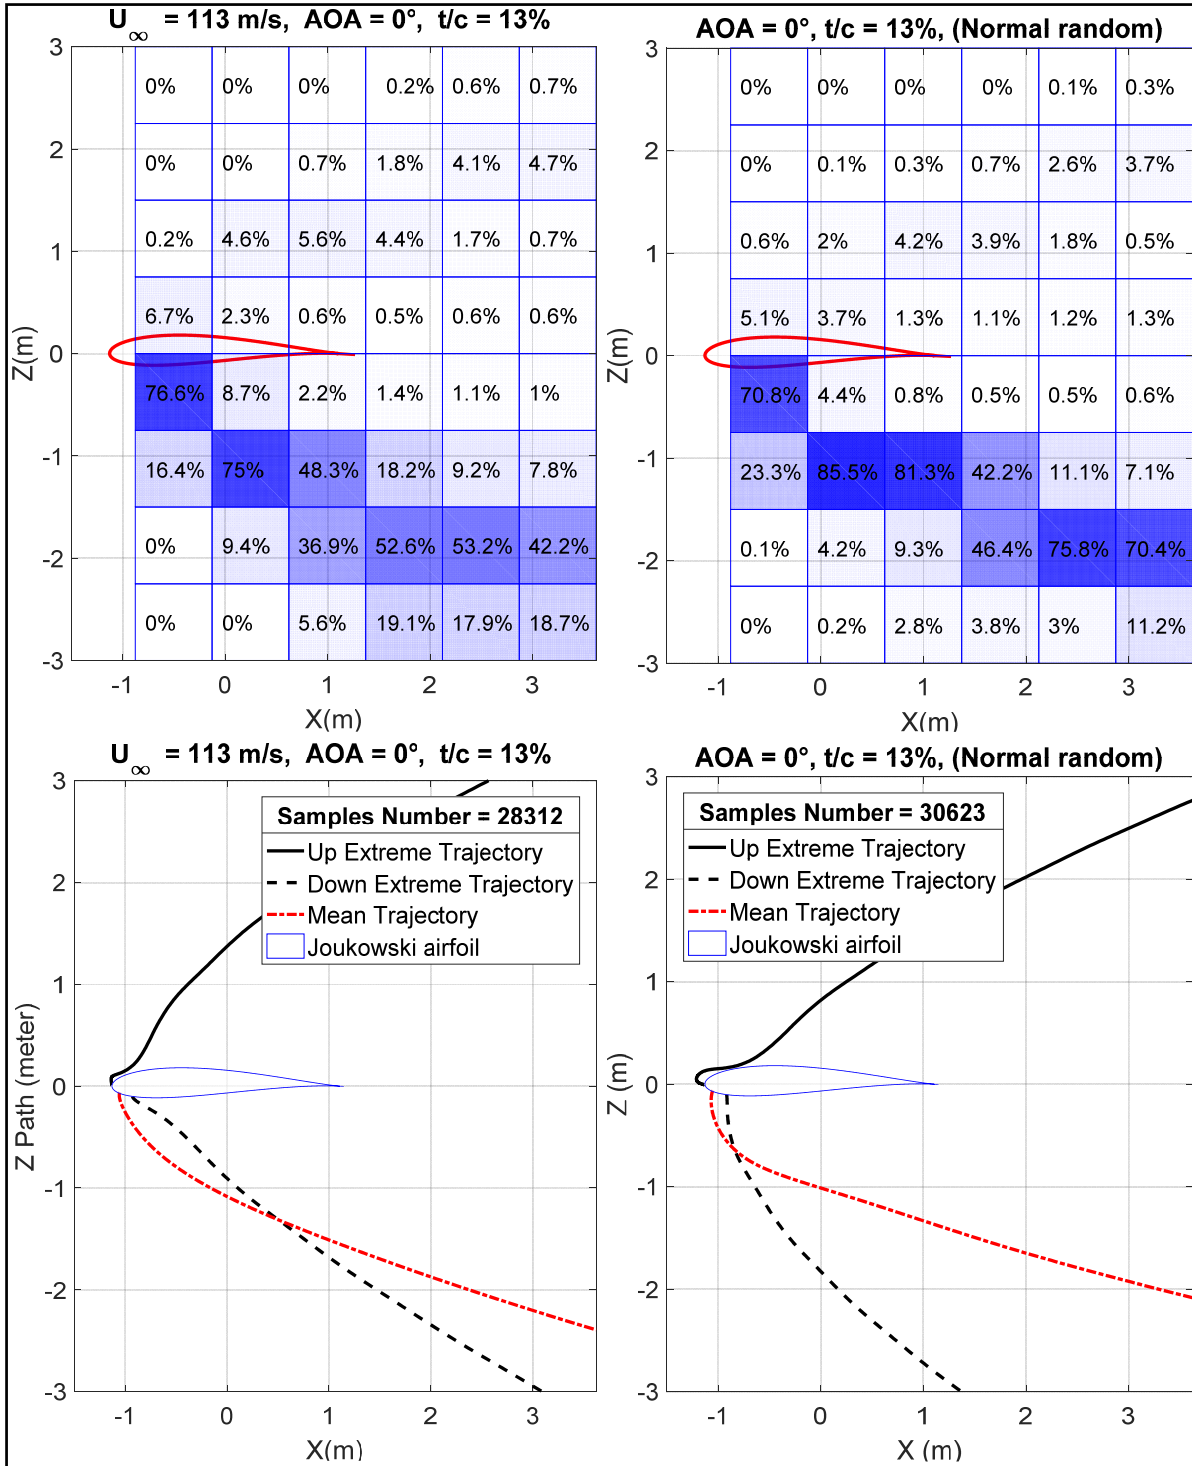 U∞ = 113 m/s, AOA = 0°, t/c = 13%
3
0% 0% 0% 0.2% 0.6% 0.7%
2
0% 0% 0.7% 1.8% 4.1% 4.7%
1
0.2% 4.6% 5.6% 4.4% 1.7% 0.7%
6.7% 2.3% 0.6% 0.5% 0.6% 0.6%
0
76.6% 8.7% 2.2% 1.4% 1.1% 1%
-1
16.4% 75% 48.3% 18.2% 9.2% 7.8%
-2
0% 9.4% 36.9% 52.6% 53.2% 42.2%
0% 0% 5.6% 19.1% 17.9% 18.7%
-3
-1 0 1 2 3
X(m)
Z(m)
AOA = 0°, t/c = 13%, (Normal random)
3
0% 0% 0% 0% 0.1% 0.3%
2
0% 0.1% 0.3% 0.7% 2.6% 3.7%
1
0.6% 2% 4.2% 3.9% 1.8% 0.5%
5.1% 3.7% 1.3% 1.1% 1.2% 1.3%
0
70.8% 4.4% 0.8% 0.5% 0.5% 0.6%
-1
23.3% 85.5% 81.3% 42.2% 11.1% 7.1%
-2
0.1% 4.2% 9.3% 46.4% 75.8% 70.4%
0% 0.2% 2.8% 3.8% 3% 11.2%
-3
-1 0 1 2 3
X(m)
Z(m)
U∞ = 113 m/s, AOA = 0°, t/c = 13%
Samples Number = 28312
Up Extreme Trajectory
Down Extreme Trajectory
Mean Trajectory
Joukowski airfoil
3
2
1
0
-1
-2
-3
-1 0 1 2 3
X(m)
Z Path (meter)
AOA = 0°, t/c = 13%, (Normal random)
Samples Number = 30623
Up Extreme Trajectory
Down Extreme Trajectory
Mean Trajectory
Joukowski airfoil
3
2
1
0
-1
-2
-3
-1 0 1 2 3
X (m)
Z (m)